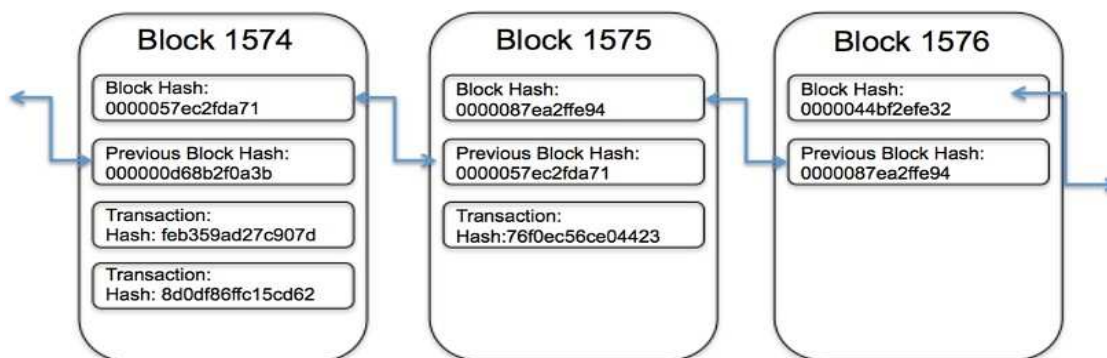 Block 1574
Block Hash:
0000057ec2fda71
Previous Block Hash:
000000d68b2f0a3b
Transaction:
Hash: feb359ad27c907d
Transaction:
Hash: 8d0df86ffc15cd62
Block 1575
Block Hash:
0000087ea2ffe94
Previous Block Hash:
0000057ec2fda71
Transaction:
Hash:76f0ec56ce04423
Block 1576
Block Hash:
0000044bf2efe32
Previous Block Hash:
0000087ea2ffe94